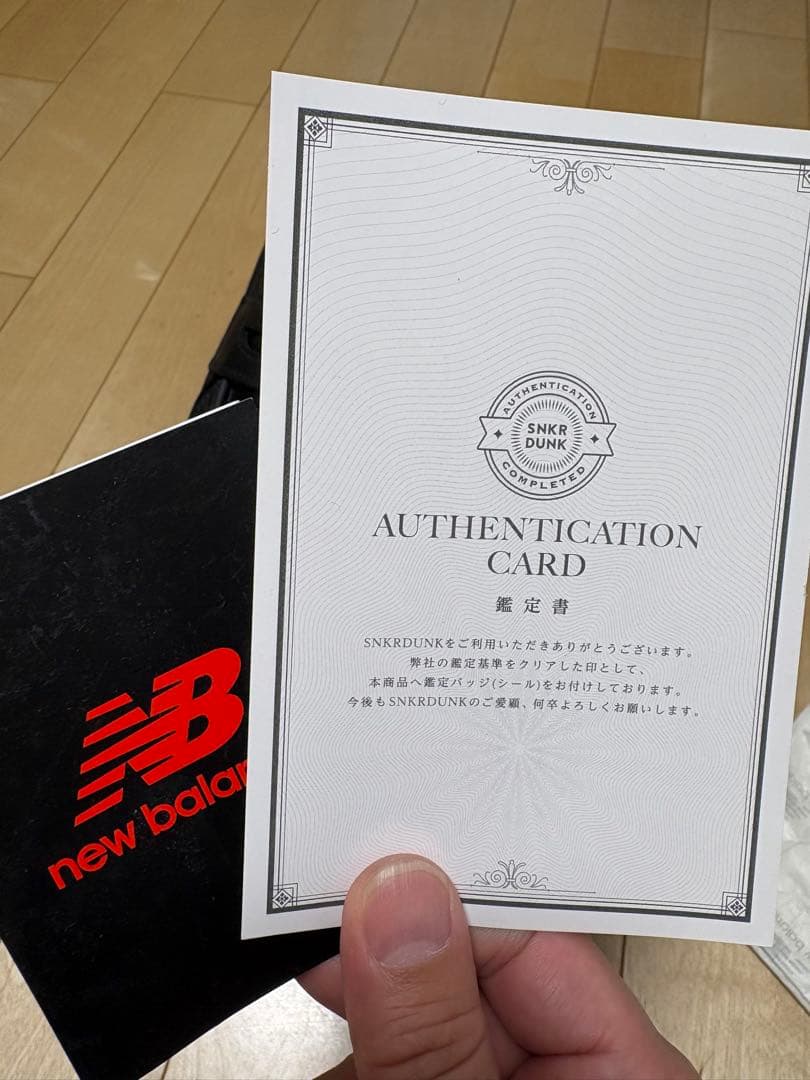 AUTHENTICATION
SNKR
DUNK
COMPLETED
AUTHENTICATION
CARD
鑑定書
SNKRDUNKをご利用いただきありがとうございます。
弊社の鑑定基準をクリアした印として、
本商品へ鑑定バッジ(シール)をお付けしております。
今後もSNKRDUNKのご愛顧、何卒よろしくお願いします。
NB
new balan